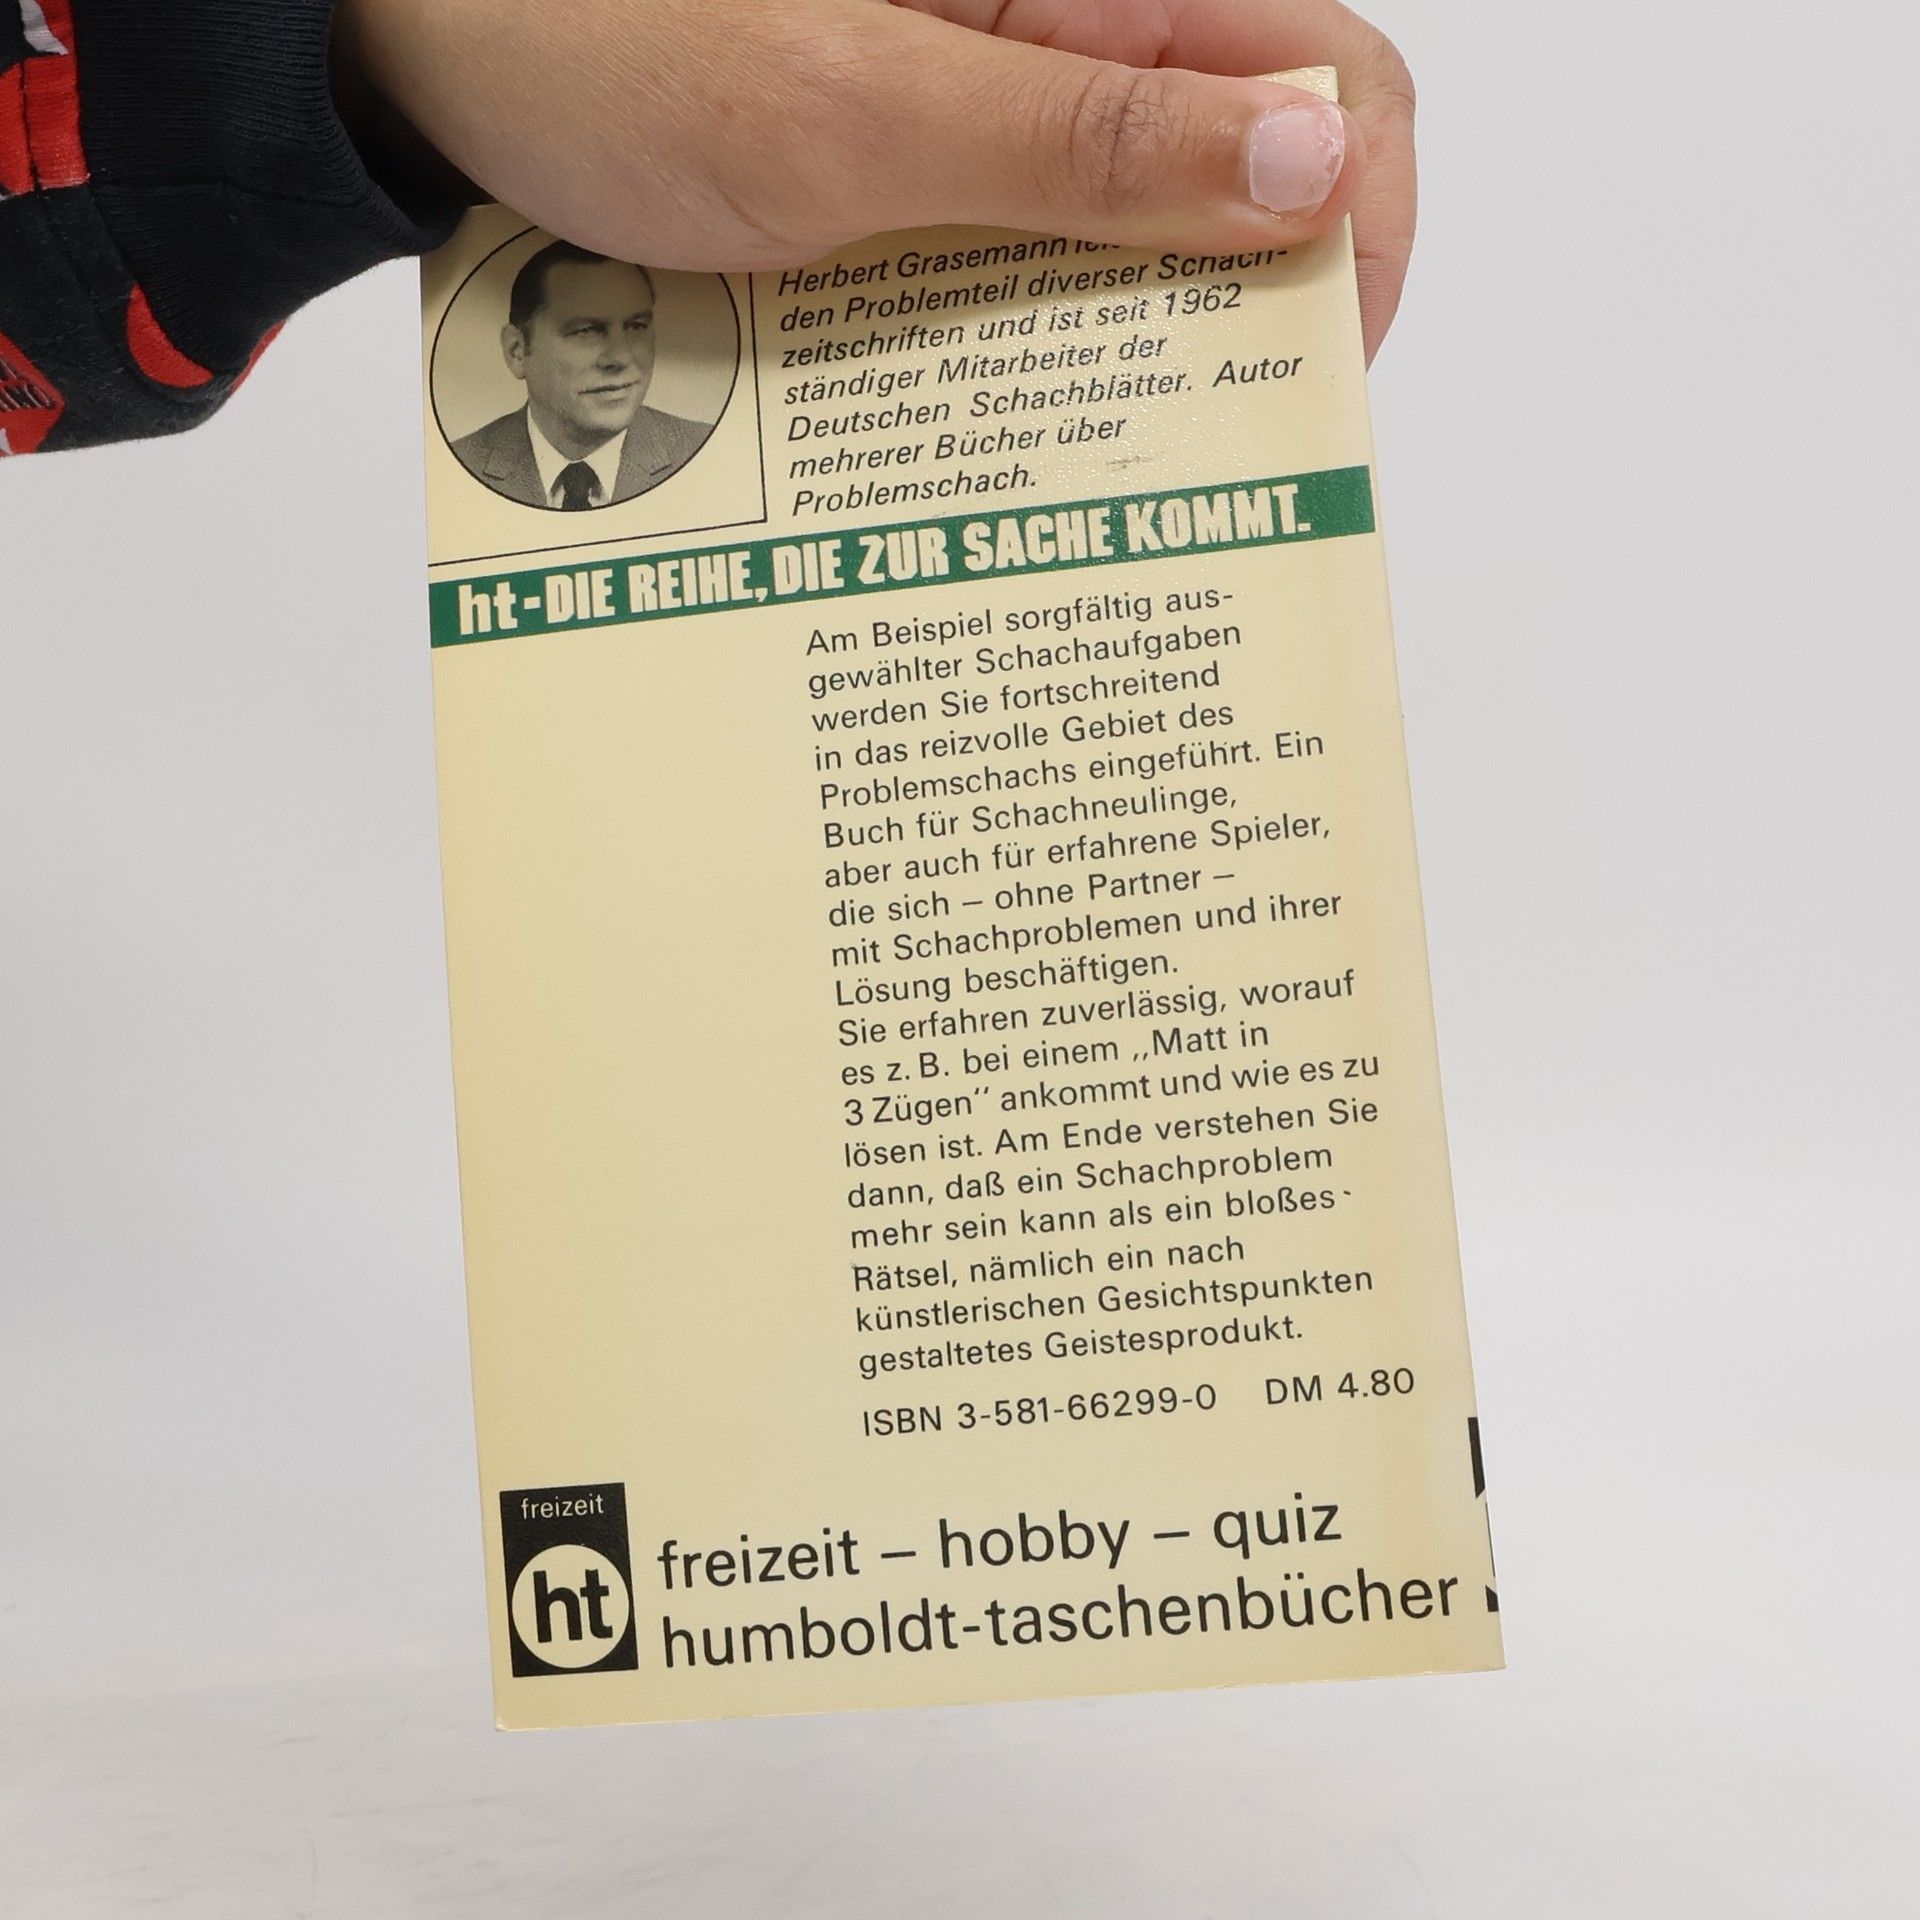 Herbert Grasemann
den Problemteil diverser Schach-
zeitschriften und ist seit 1962
ständiger Mitarbeiter der
Deutschen Schachblätter. Autor
mehrerer Bücher über
Problemschach.
ht-DIE REIHE, DIE ZUR SACHE KOMMT.
Am Beispiel sorgfältig aus-
gewählter Schachaufgaben
werden Sie fortschreitend
in das reizvolle Gebiet des
Problemschachs eingeführt. Ein
Buch für Schachneulinge,
aber auch für erfahrene Spieler,
die sich – ohne Partner –
mit Schachproblemen und ihrer
Lösung beschäftigen.
Sie erfahren zuverlässig, worauf
es z. B. bei einem „Matt in
3 Zügen“ ankommt und wie es zu
lösen ist. Am Ende verstehen Sie
dann, daß ein Schachproblem
mehr sein kann als ein bloßes
Rätsel, nämlich ein nach
künstlerischen Gesichtspunkten
gestaltetes Geistesprodukt.
ISBN 3-581-66299-0 DM 4.80
freizeit
ht
freizeit – hobby – quiz
humboldt-taschenbücher